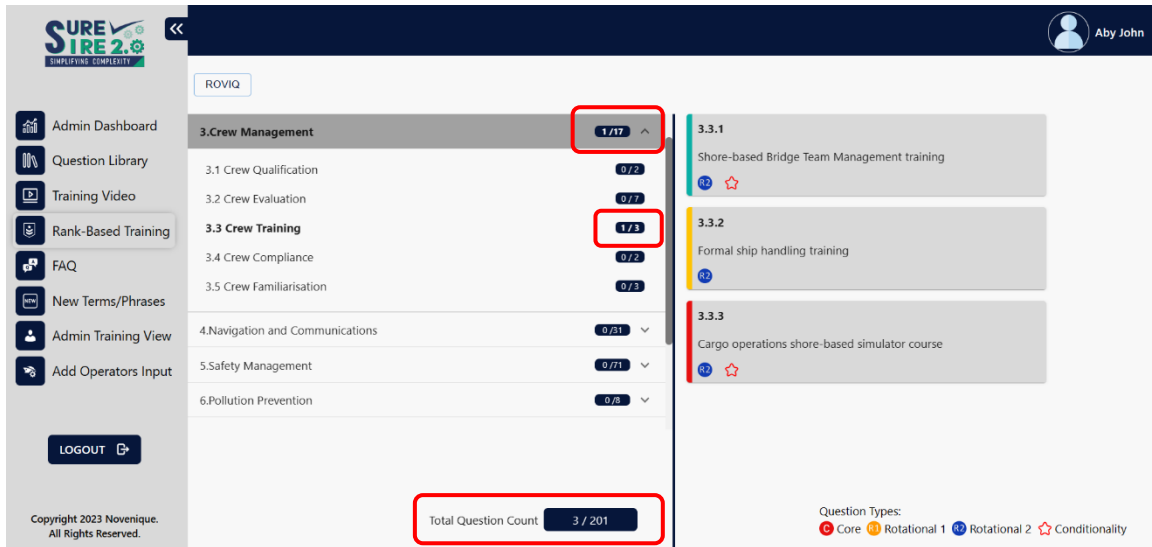 SURE
SIRE 2.0
SIMPLIFYING COMPLEXITY
Aby John
ROVIQ
Admin Dashboard
Question Library
Training Video
Rank-Based Training
FAQ
NEW
New Terms/Phrases
Admin Training View
Add Operators Input
LOGOUT
Copyright 2023 Novenique.
All Rights Reserved.
3.Crew Management 1 /17
3.1 Crew Qualification 0 / 2
3.2 Crew Evaluation 0 / 7
3.3 Crew Training 1 / 3
3.4 Crew Compliance 0 / 2
3.5 Crew Familiarisation 0 / 3
4.Navigation and Communications 0 /31
5.Safety Management 0 /71
6.Pollution Prevention 0 /8
Total Question Count 3 / 201
3.3.1
Shore-based Bridge Team Management training
R2
3.3.2
Formal ship handling training
R2
3.3.3
Cargo operations shore-based simulator course
R2
Question Types:
C Core R1 Rotational 1 R2 Rotational 2 Conditionality